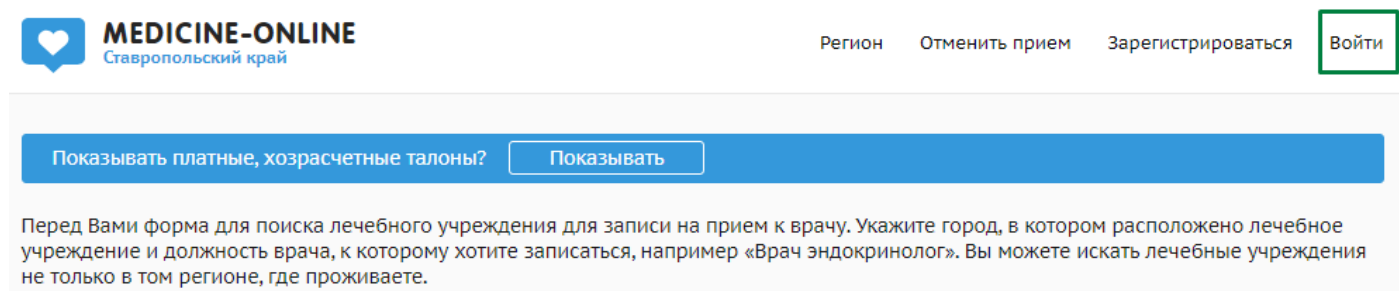 MEDICINE-ONLINE
Ставропольский край
Регион Отменить прием Зарегистрироваться Войти
Показывать платные, хозрасчетные талоны? Показывать
Перед Вами форма для поиска лечебного учреждения для записи на прием к врачу. Укажите город, в котором расположено лечебное
учреждение и должность врача, к которому хотите записаться, например «Врач эндокринолог». Вы можете искать лечебные учреждения
не только в том регионе, где проживаете.